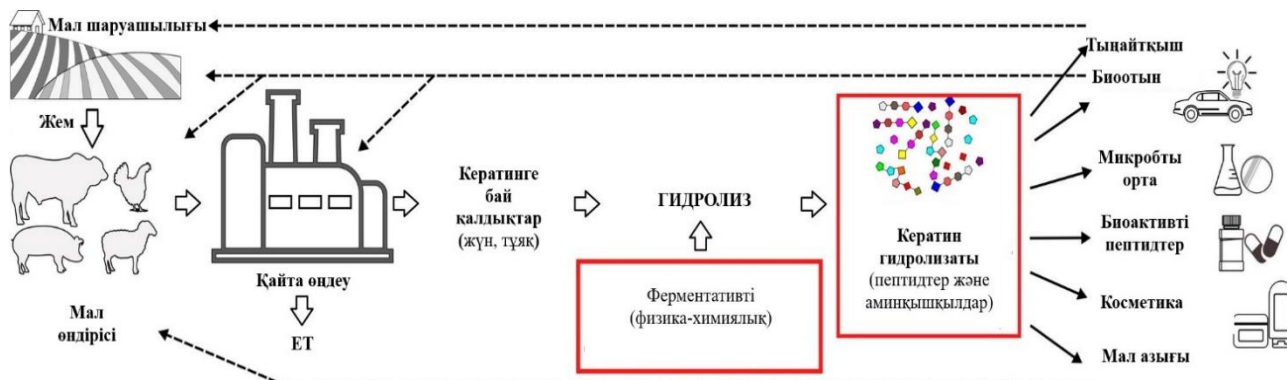 Мал шаруашылығы
Жем
Мал
өндірісі
Қайта өңдеу
ЕТ
Кератинге
бай
қалдықтар
(жүн, тұяқ)
ГИДРОЛИЗ
Ферментативті
(физика-химиялық)
Кератин
гидролизаты
(пептидтер және
аминқышқылдар)
Тыңайтқыш
Биоотын
Микробты
орта
Биоактивті
пептидтер
Косметика
Мал азығы